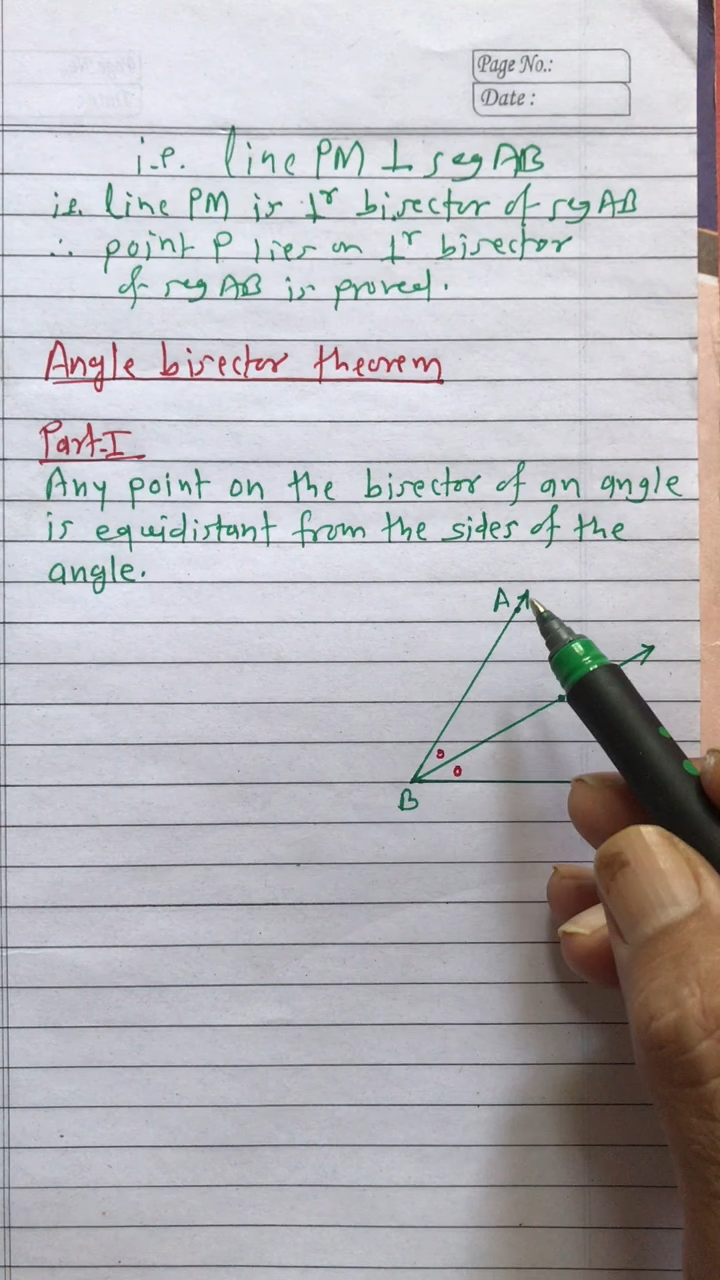 Page No.:
Date :
i.e. line PM ⊥ seg AB
i.e. line PM is ⊥r bisector of seg AB
∴ point P lies on ⊥r bisector
of seg AB is proved.
Angle bisector theorem
Part-I
Any point on the bisector of an angle
is equidistant from the sides of the
angle.
A
B